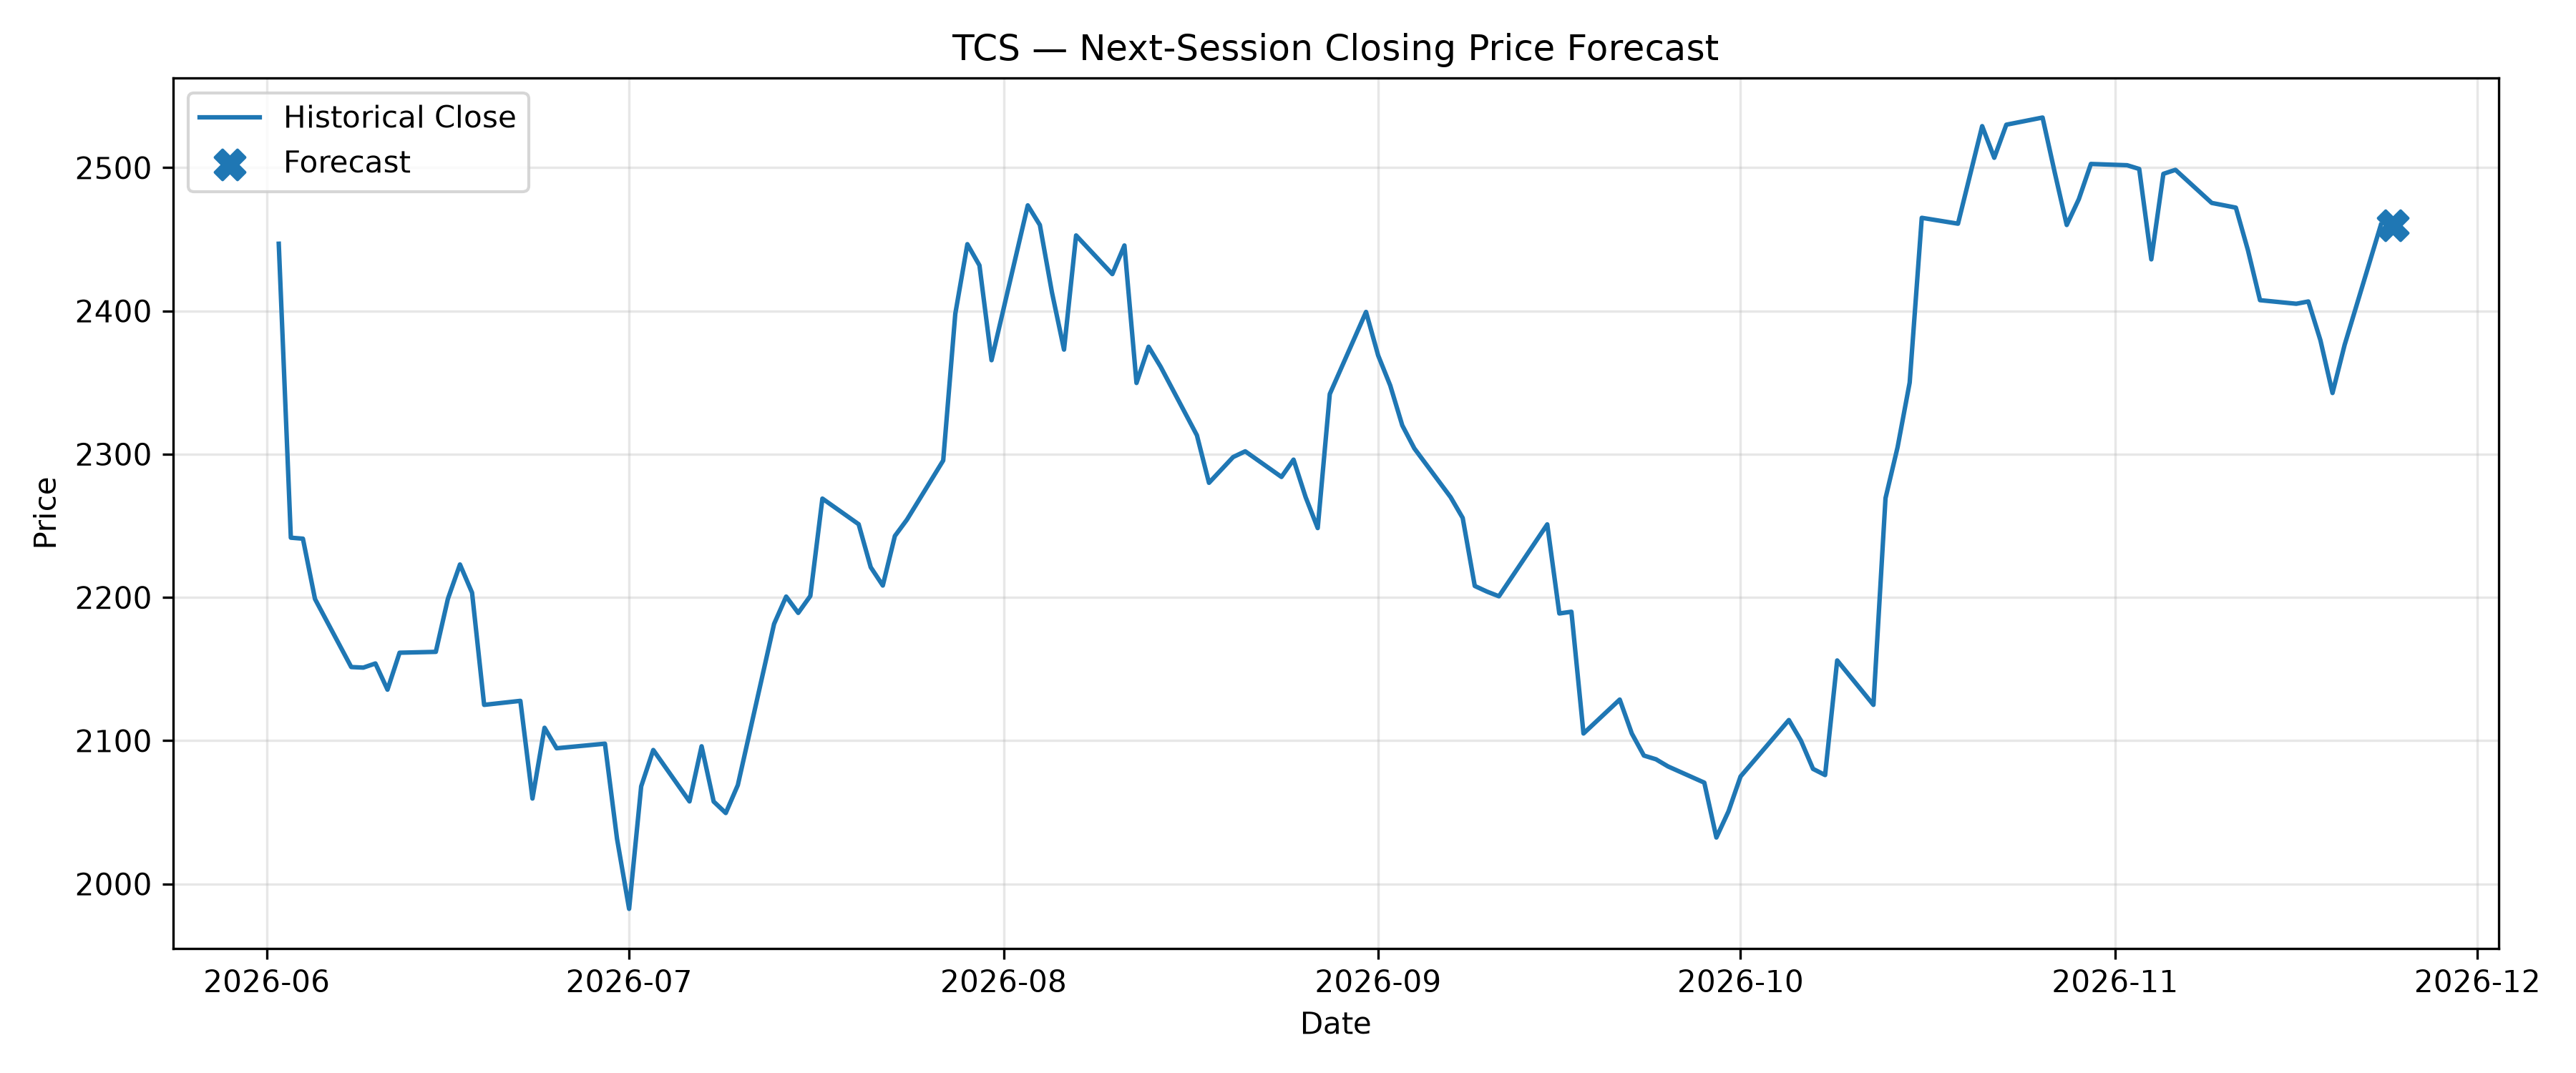 TCS — Next-Session Closing Price Forecast
Historical Close
Forecast
2500
2400
2300
2200
2100
2000
Price
2026-06 2026-07 2026-08 2026-09 2026-10 2026-11 2026-12
Date